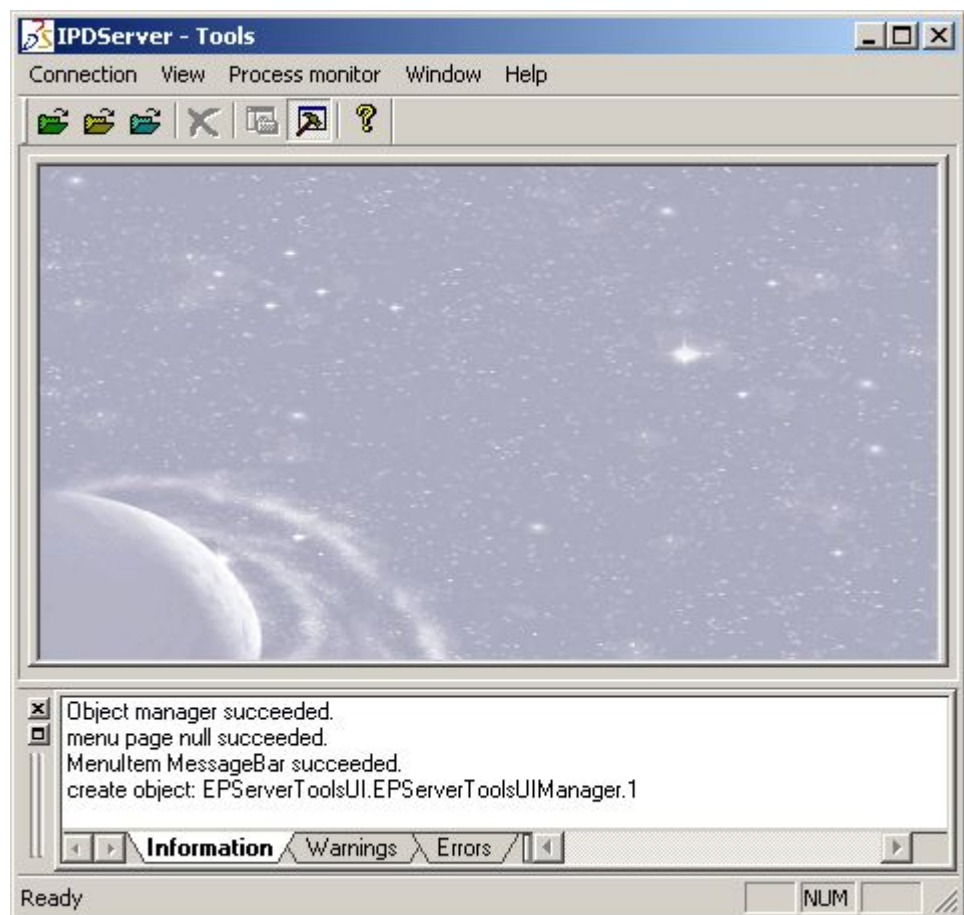 IPDServer - Tools
Connection View Process monitor Window Help
Object manager succeeded.
menu page null succeeded.
MenuItem MessageBar succeeded.
create object: EPServerToolsUI.EPServerToolsUIManager.1
Information Warnings Errors
Ready NUM